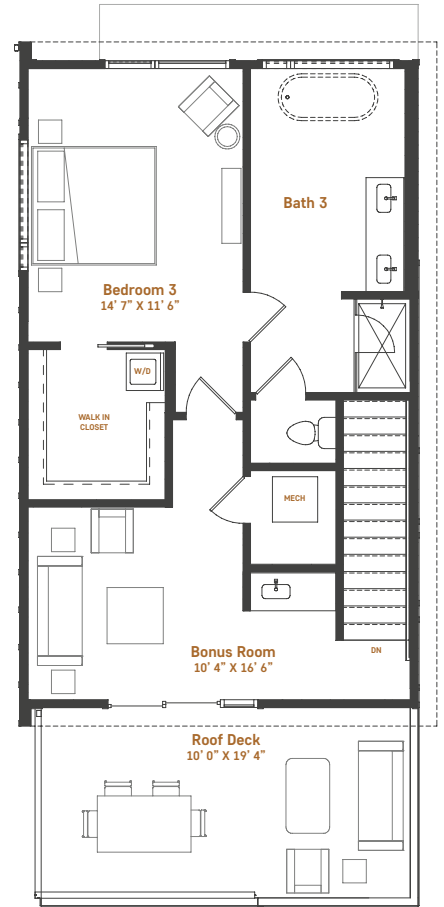 Bath 3
Bedroom 3
14' 7" X 11' 6"
W/D
WALK IN
CLOSET
MECH
Bonus Room
10' 4" X 16' 6"
DN
Roof Deck
10' 0" X 19' 4"